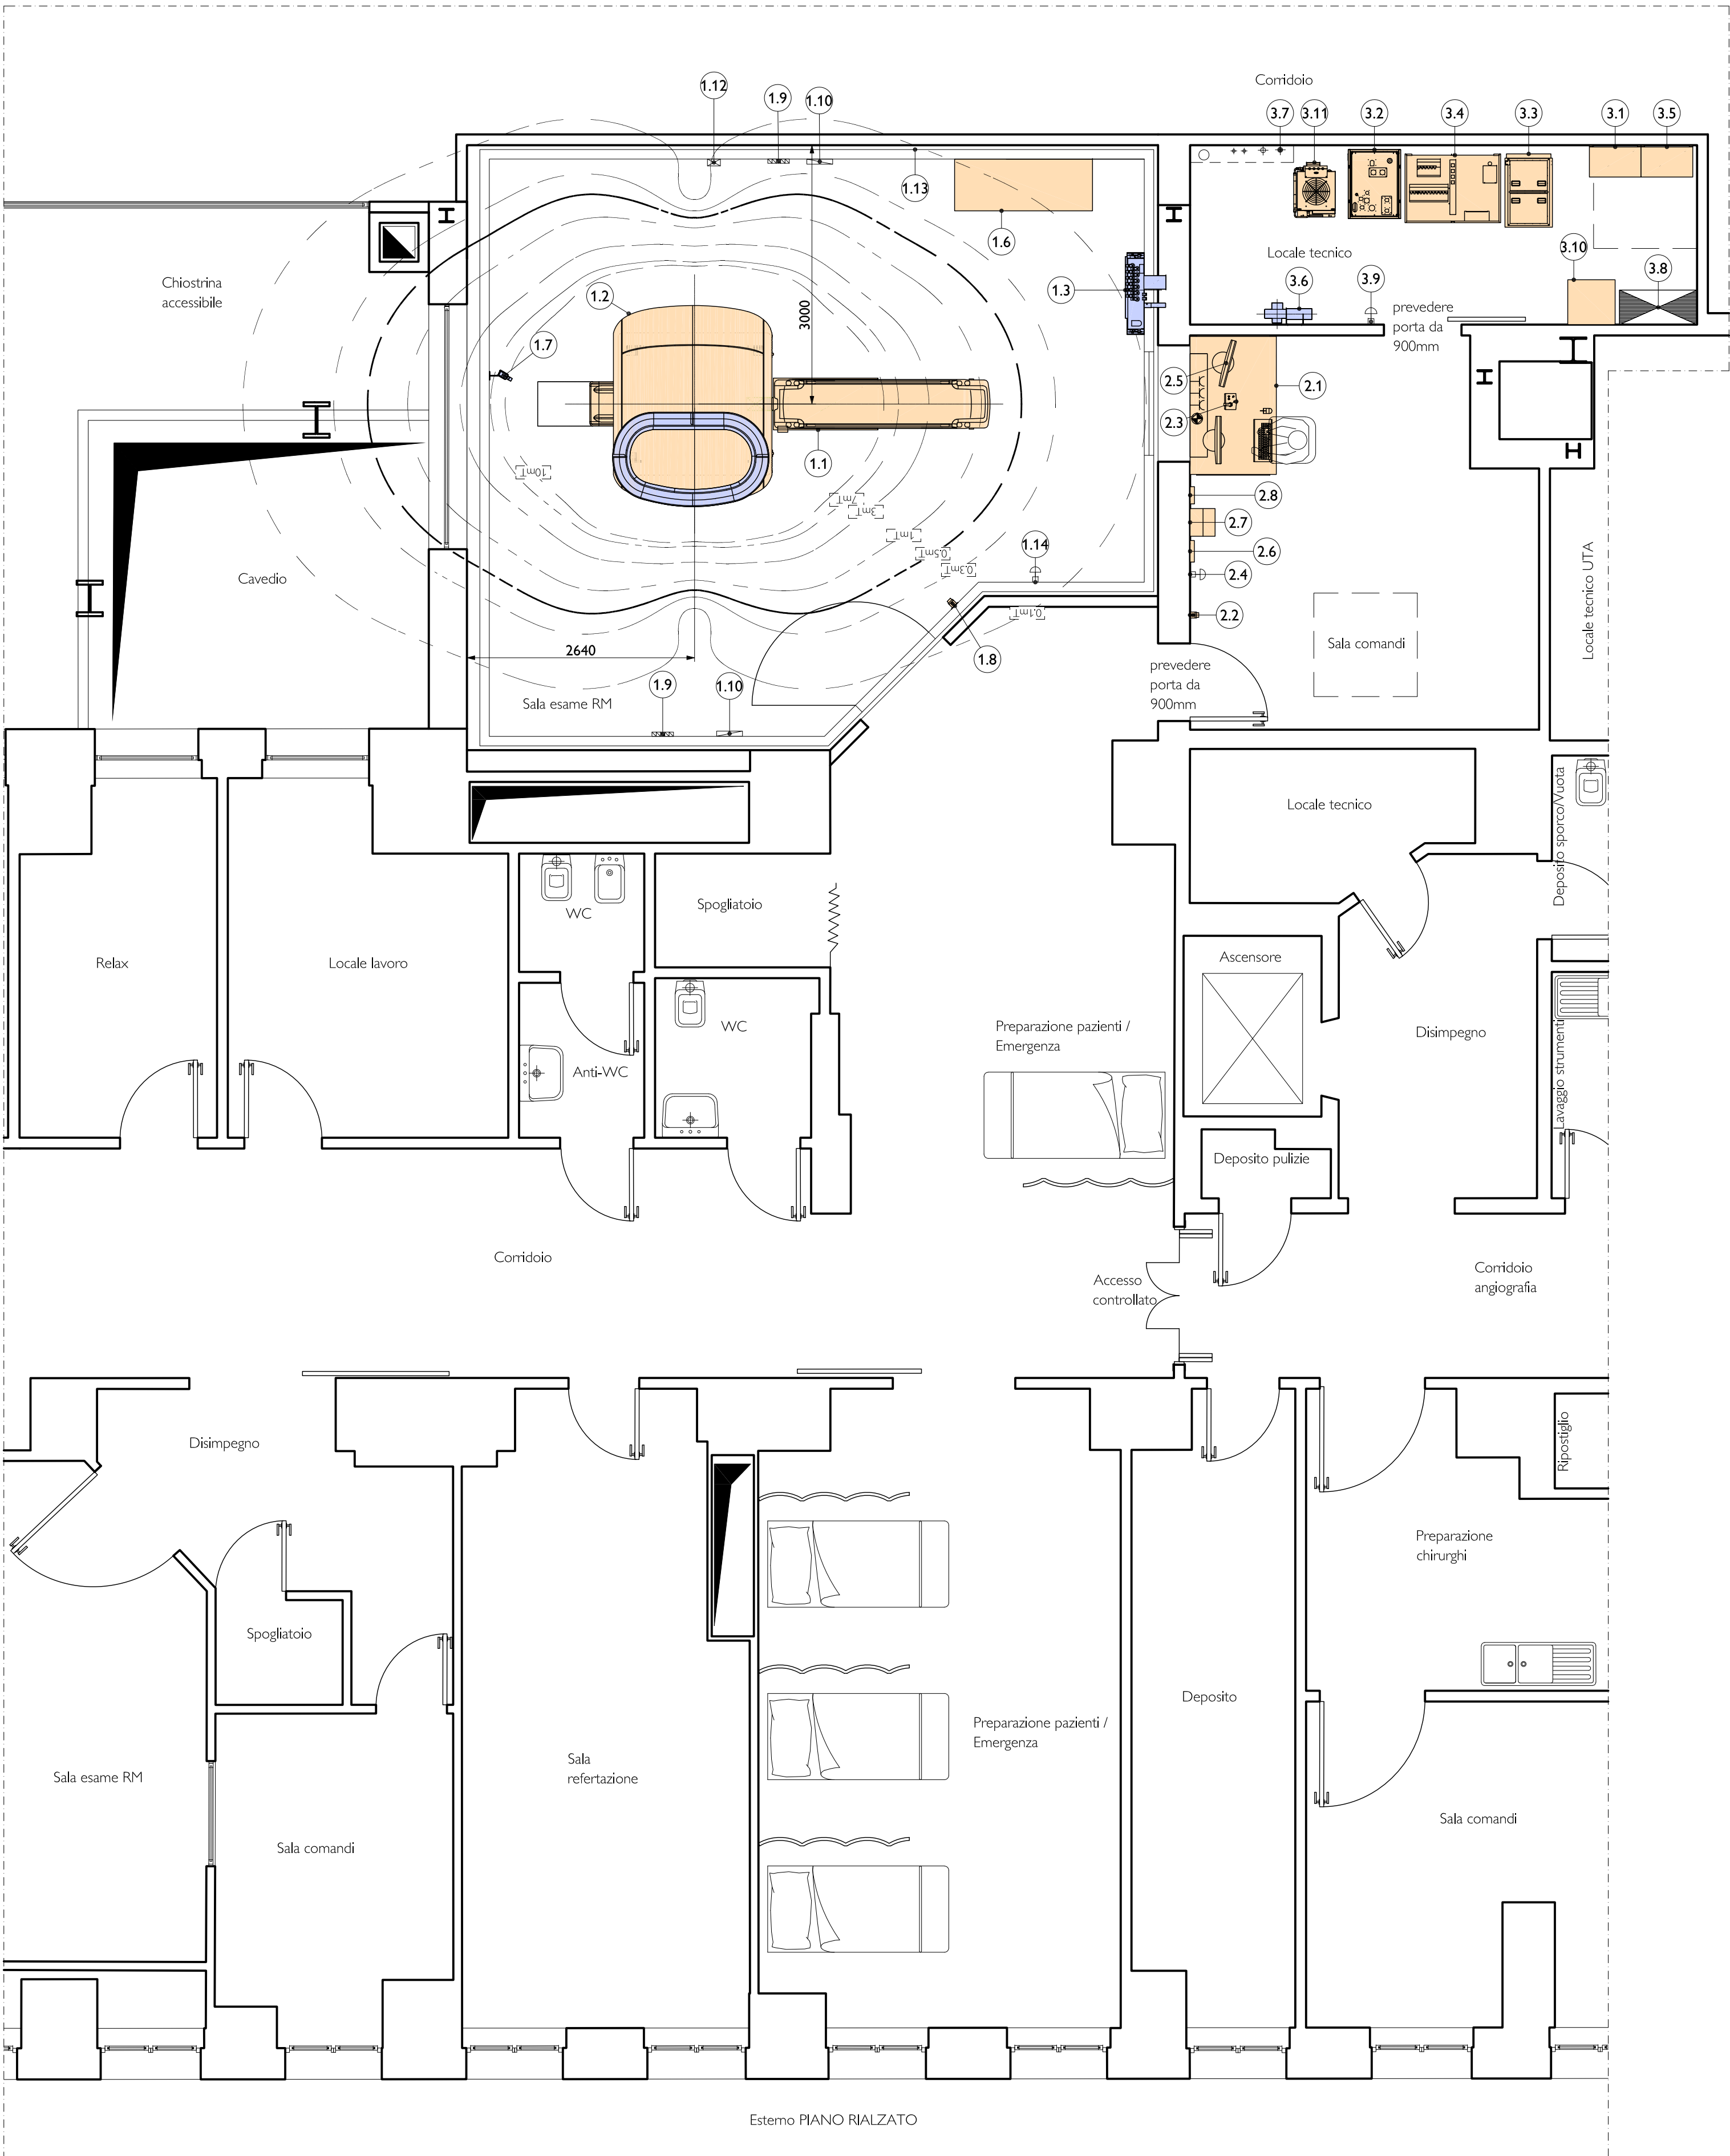 Corridoio
1.12
1.9
1.10
3.7
3.11
3.2
3.4
3.3
3.1
3.5
1.13
1.6
3.10
Locale tecnico
3.8
3.9
3.6
Chiostrina
accessibile
1.2
1.3
3000
prevedere
porta da
900mm
1.7
2.5
2.1
2.3
1.1
10mT
7mT
3mT
1mT
0.5mT
0.3mT
0.1mT
2.8
2.7
2.6
2.4
2.2
1.14
Cavedio
Locale tecnico UTA
Sala comandi
2640
1.8
prevedere
porta da
900mm
1.9
1.10
Sala esame RM
Locale tecnico
Deposito sporco/Vuota
WC
Spogliatoio
Relax
Locale lavoro
Ascensore
WC
Preparazione pazienti /
Emergenza
Disimpegno
Anti-WC
Lavaggio strumenti
Deposito pulizie
Corridoio
Accesso
controllato
Corridoio
angiografia
Disimpegno
Ripostiglio
Preparazione
chirurghi
Spogliatoio
Deposito
Preparazione pazienti /
Emergenza
Sala
refertazione
Sala esame RM
Sala comandi
Sala comandi
Esterno PIANO RIALZATO